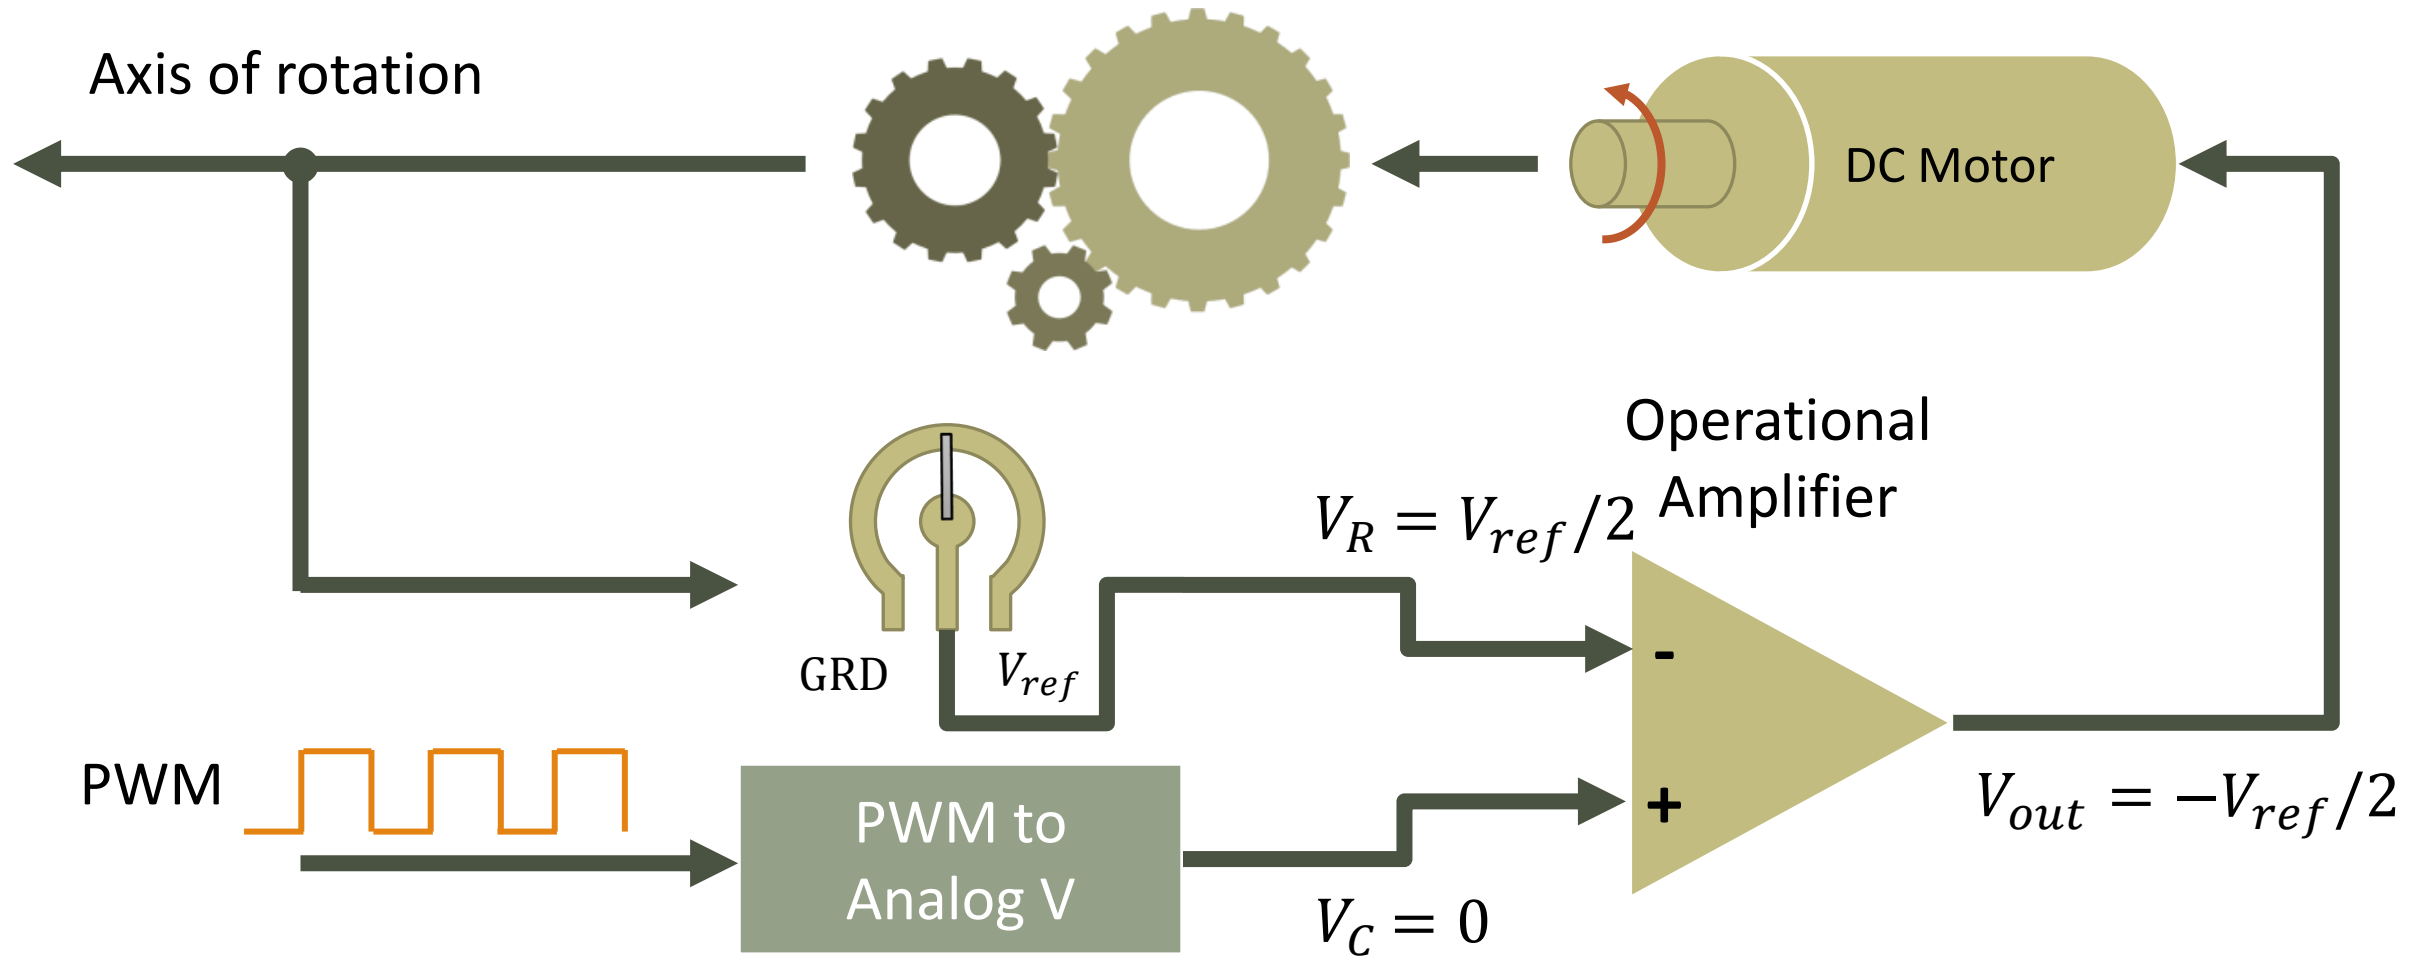 Axis of rotation
DC Motor
Operational
Amplifier
V_R = V_ref/2
-
GRD
V_ref
PWM
PWM to
Analog V
+
V_out = −V_ref/2
V_C = 0